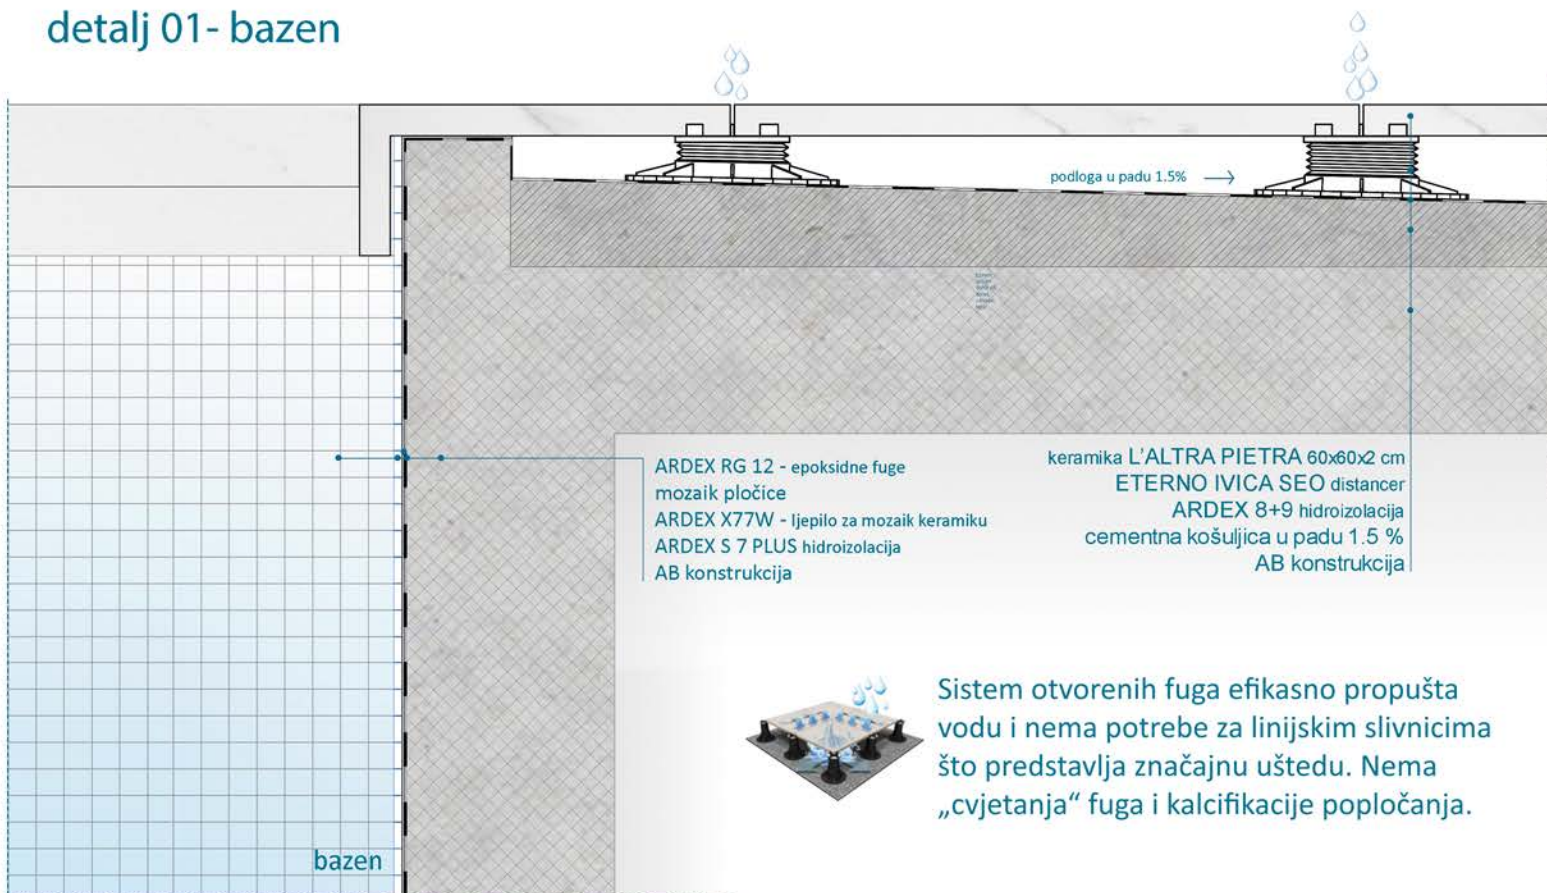 detalj 01- bazen
podloga u padu 1.5%
ARDEX RG 12 - epoksidne fuge
mozaik pločice
ARDEX X77W - ljepilo za mozaik keramiku
ARDEX S 7 PLUS hidroizolacija
AB konstrukcija
keramika L'ALTRA PIETRA 60x60x2 cm
ETERNO IVICA SEO distancer
ARDEX 8+9 hidroizolacija
cementna košuljica u padu 1.5 %
AB konstrukcija
Sistem otvorenih fuga efikasno propušta
vodu i nema potrebe za linijskim slivnicima
što predstavlja značajnu uštedu. Nema
„cvjetanja“ fuga i kalcifikacije popločanja.
bazen